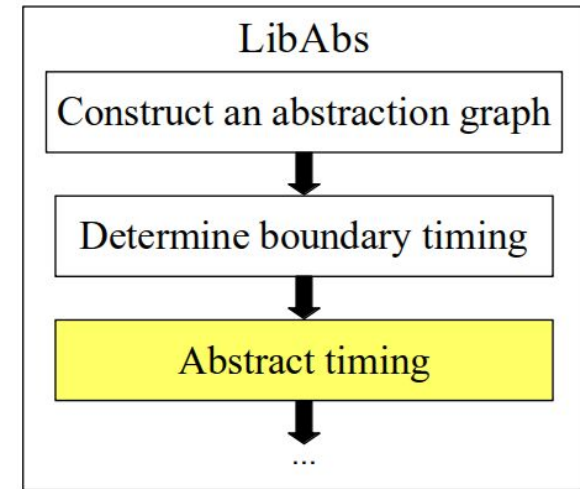 LibAbs
Construct an abstraction graph
Determine boundary timing
Abstract timing
...